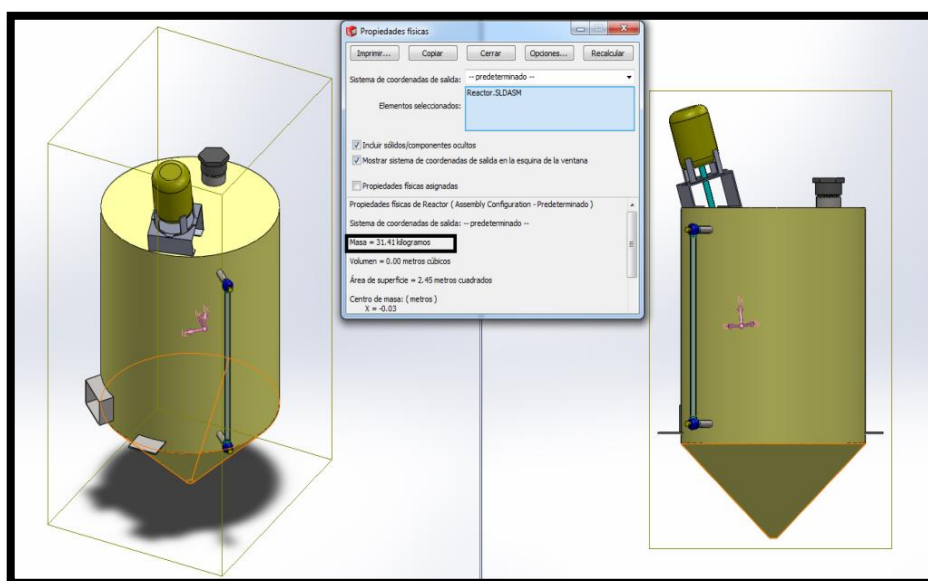 Propiedades físicas
Imprimir... Copiar Cerrar Opciones... Recalcular
Sistema de coordenadas de salida: -- predeterminado --
Reactor.SLDASM
Elementos seleccionados:
Incluir sólidos/componentes ocultos
Mostrar sistema de coordenadas de salida en la esquina de la ventana
Propiedades físicas asignadas
Propiedades físicas de Reactor ( Assembly Configuration - Predeterminado )
Sistema de coordenadas de salida: -- predeterminado --
Masa = 31.41 kilogramos
Volumen = 0.00 metros cúbicos
Área de superficie = 2.45 metros cuadrados
Centro de masa: ( metros )
X = -0.03